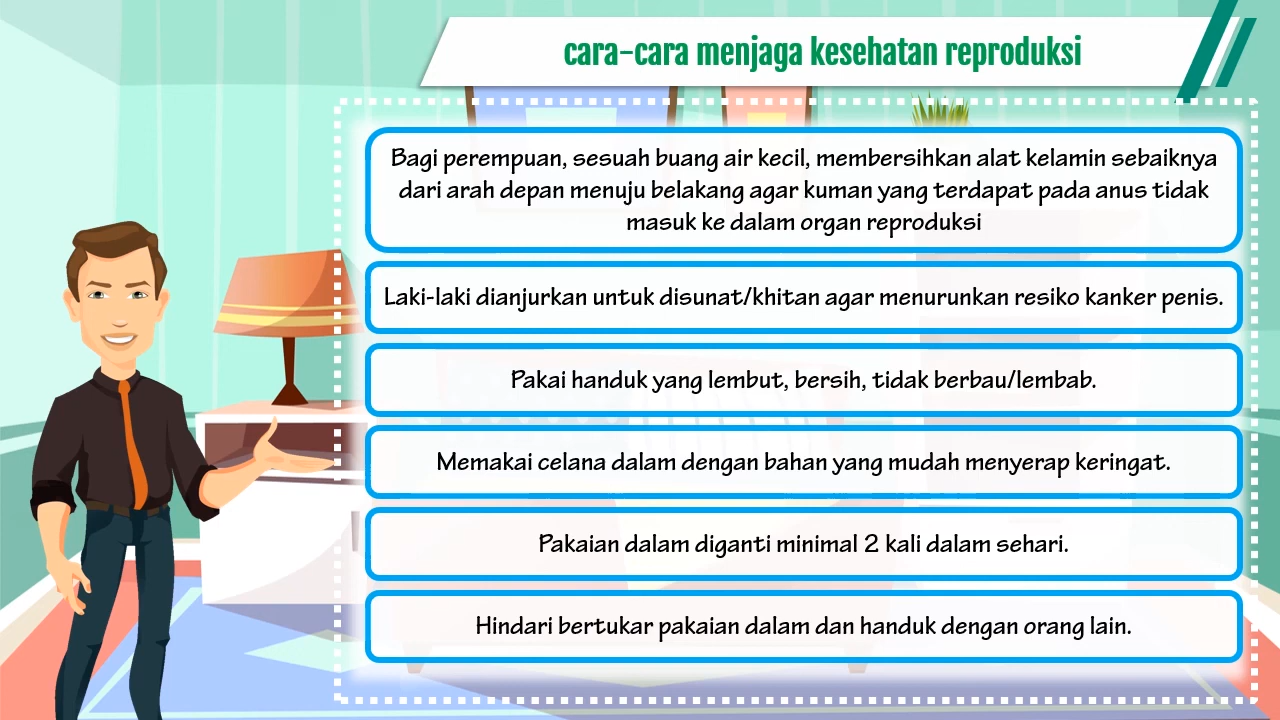 cara-cara menjaga kesehatan reproduksi
Bagi perempuan, sesuah buang air kecil, membersihkan alat kelamin sebaiknya
dari arah depan menuju belakang agar kuman yang terdapat pada anus tidak
masuk ke dalam organ reproduksi
Laki-laki dianjurkan untuk disunat/khitan agar menurunkan resiko kanker penis.
Pakai handuk yang lembut, bersih, tidak berbau/lembab.
Memakai celana dalam dengan bahan yang mudah menyerap keringat.
Pakaian dalam diganti minimal 2 kali dalam sehari.
Hindari bertukar pakaian dalam dan handuk dengan orang lain.